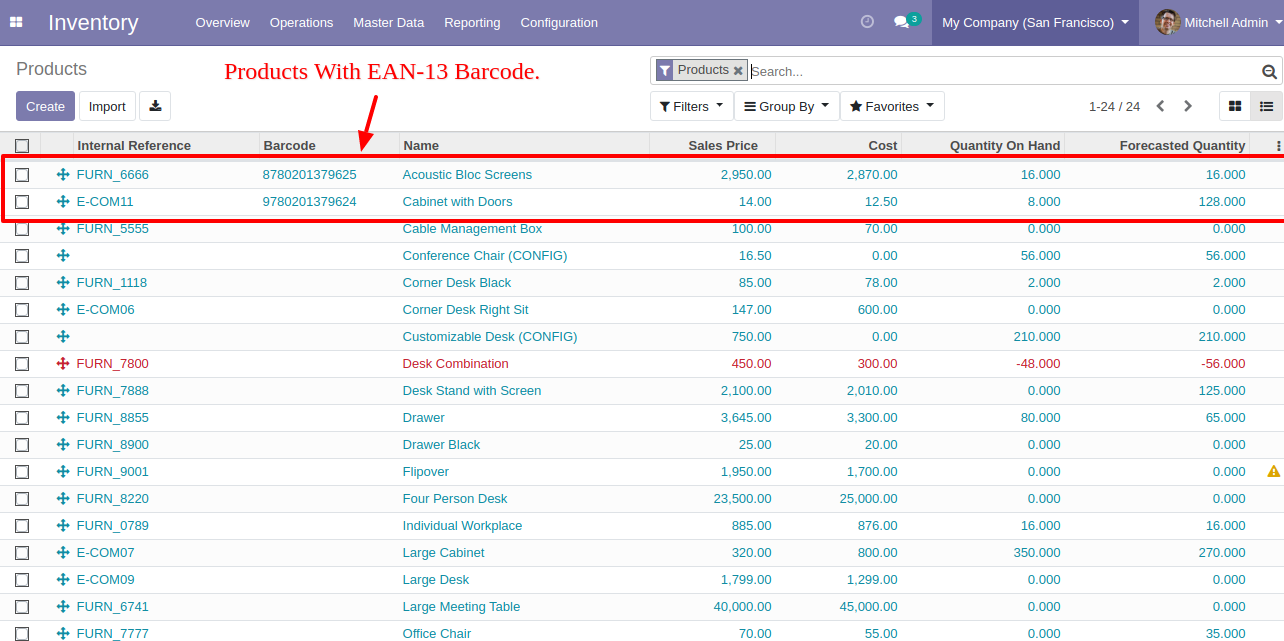 Inventory Overview Operations Master Data Reporting Configuration 3 My Company (San Francisco) Mitchell Admin
Products Products With EAN-13 Barcode. Products Search...
Create Import Filters Group By Favorites 1-24 / 24
Internal Reference Barcode Name Sales Price Cost Quantity On Hand Forecasted Quantity
FURN_6666 8780201379625 Acoustic Bloc Screens 2,950.00 2,870.00 16.000 16.000
E-COM11 9780201379624 Cabinet with Doors 14.00 12.50 8.000 128.000
FURN_5555 Cable Management Box 100.00 70.00 0.000 0.000
Conference Chair (CONFIG) 16.50 0.00 56.000 56.000
FURN_1118 Corner Desk Black 85.00 78.00 2.000 2.000
E-COM06 Corner Desk Right Sit 147.00 600.00 0.000 0.000
Customizable Desk (CONFIG) 750.00 0.00 210.000 210.000
FURN_7800 Desk Combination 450.00 300.00 -48.000 -56.000
FURN_7888 Desk Stand with Screen 2,100.00 2,010.00 0.000 125.000
FURN_8855 Drawer 3,645.00 3,300.00 80.000 65.000
FURN_8900 Drawer Black 25.00 20.00 0.000 0.000
FURN_9001 Flipover 1,950.00 1,700.00 0.000 0.000
FURN_8220 Four Person Desk 23,500.00 25,000.00 0.000 0.000
FURN_0789 Individual Workplace 885.00 876.00 16.000 16.000
E-COM07 Large Cabinet 320.00 800.00 350.000 270.000
E-COM09 Large Desk 1,799.00 1,299.00 0.000 0.000
FURN_6741 Large Meeting Table 40,000.00 45,000.00 0.000 0.000
FURN_7777 Office Chair 70.00 55.00 0.000 35.000